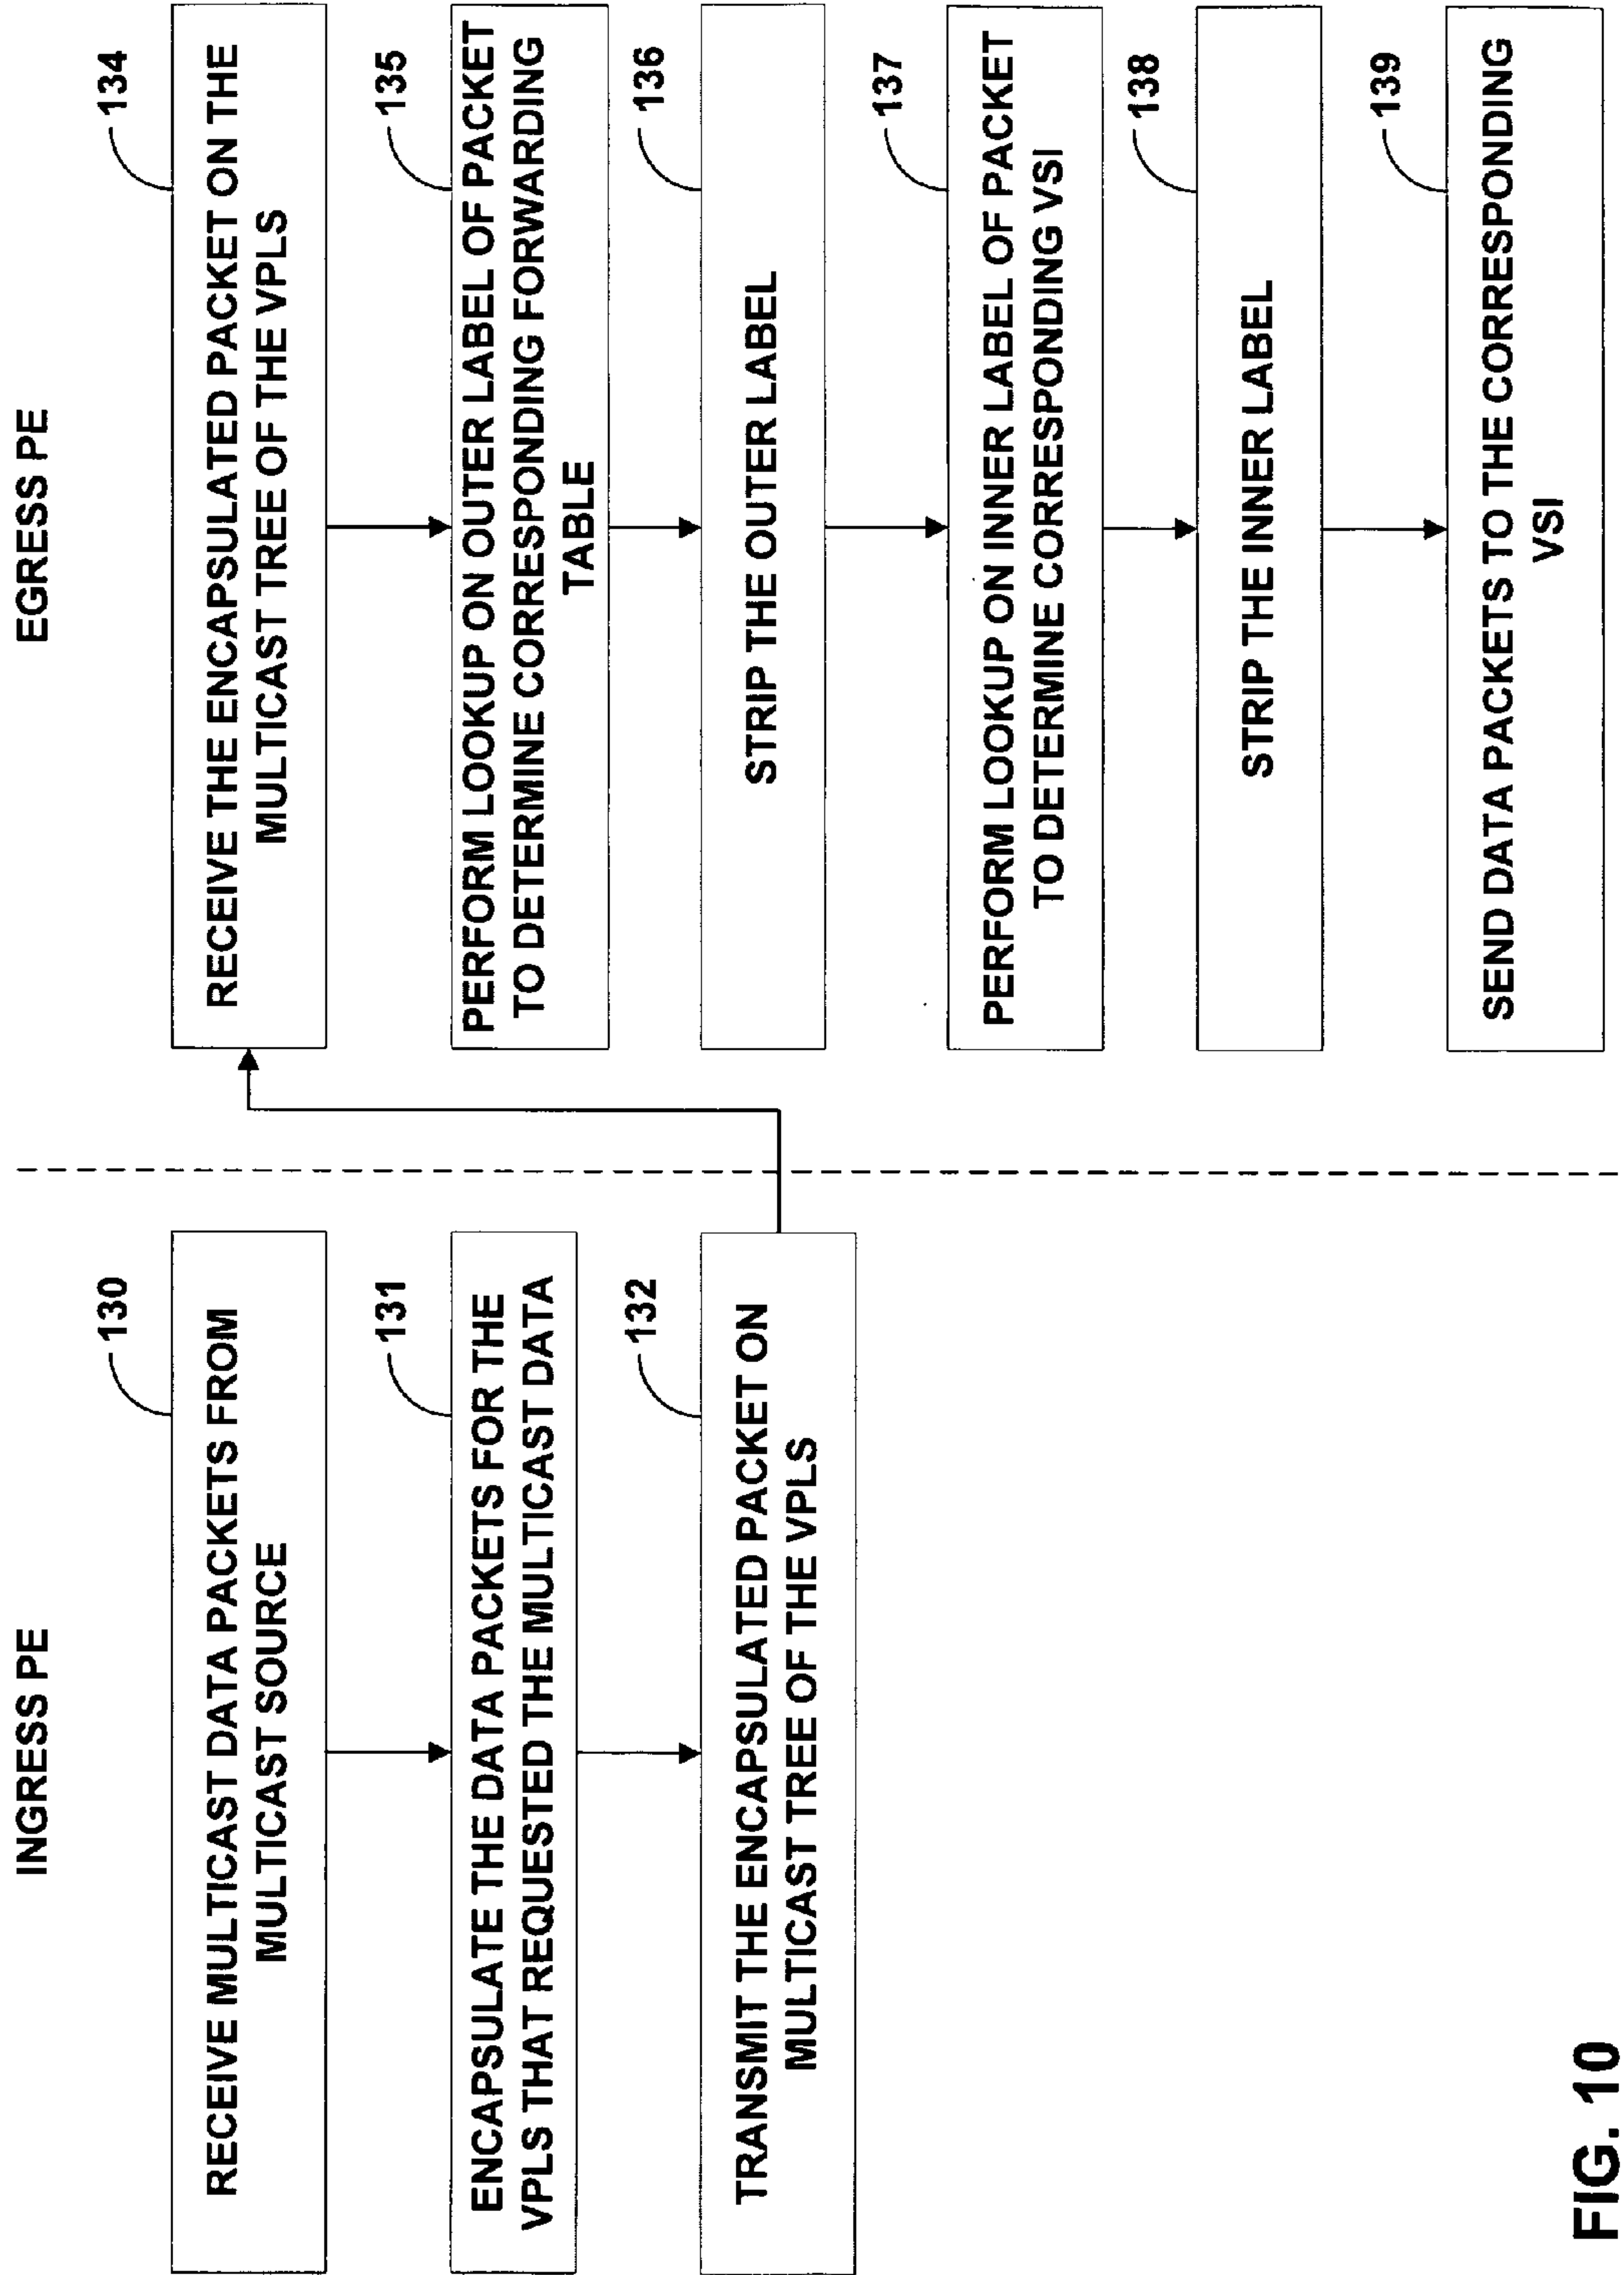 INGRESS PE
130
RECEIVE MULTICAST DATA PACKETS FROM
MULTICAST SOURCE
131
ENCAPSULATE THE DATA PACKETS FOR THE
VPLS THAT REQUESTED THE MULTICAST DATA
132
TRANSMIT THE ENCAPSULATED PACKET ON
MULTICAST TREE OF THE VPLS
EGRESS PE
134
RECEIVE THE ENCAPSULATED PACKET ON THE
MULTICAST TREE OF THE VPLS
135
PERFORM LOOKUP ON OUTER LABEL OF PACKET
TO DETERMINE CORRESPONDING FORWARDING
TABLE
136
STRIP THE OUTER LABEL
137
PERFORM LOOKUP ON INNER LABEL OF PACKET
TO DETERMINE CORRESPONDING VSI
138
STRIP THE INNER LABEL
139
SEND DATA PACKETS TO THE CORRESPONDING
VSI
FIG. 10